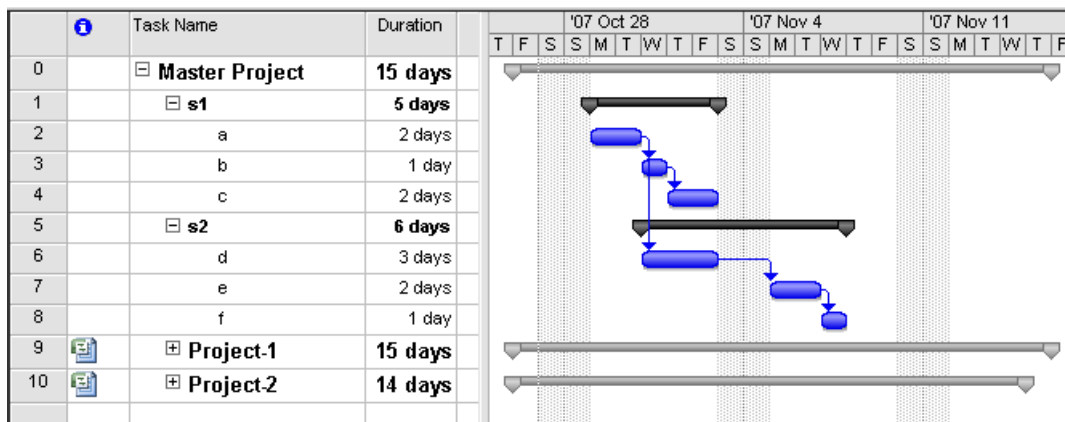 Task Name Duration '07 Oct 28 '07 Nov 4 '07 Nov 11
T F S S M T W T F S S M T W T F S S M T W T F
0 Master Project 15 days
1 s1 5 days
2 a 2 days
3 b 1 day
4 c 2 days
5 s2 6 days
6 d 3 days
7 e 2 days
8 f 1 day
9 Project-1 15 days
10 Project-2 14 days